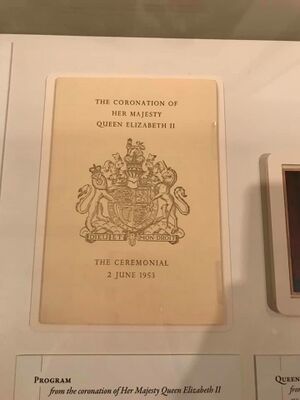 THE CORONATION OF
HER MAJESTY
QUEEN ELIZABETH II
DIEU ET MON DROIT
THE CEREMONIAL
2 JUNE 1953
PROGRAM
from the coronation of Her Majesty Queen Elizabeth II
QUEEN